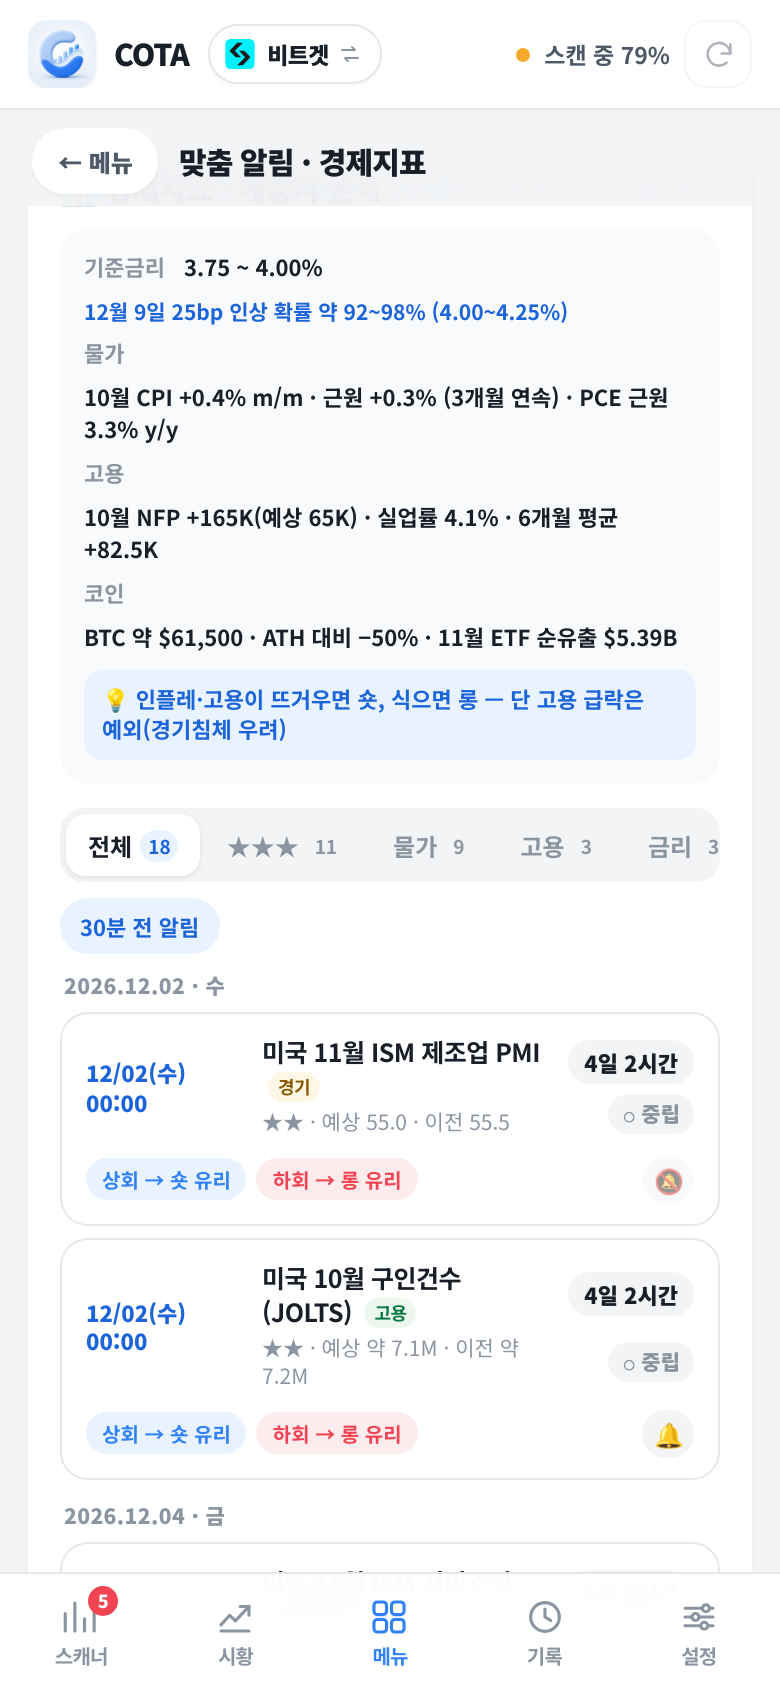 COTA
비트겟
스캔 중 79%
← 메뉴
맞춤 알림 · 경제지표
기준금리 3.75 ~ 4.00%
12월 9일 25bp 인상 확률 약 92~98% (4.00~4.25%)
물가
10월 CPI +0.4% m/m · 근원 +0.3% (3개월 연속) · PCE 근원
3.3% y/y
고용
10월 NFP +165K(예상 65K) · 실업률 4.1% · 6개월 평균
+82.5K
코인
BTC 약 $61,500 · ATH 대비 −50% · 11월 ETF 순유출 $5.39B
💡 인플레·고용이 뜨거우면 숏, 식으면 롱 — 단 고용 급락은
예외(경기침체 우려)
전체 18 ★★★ 11 물가 9 고용 3 금리 3
30분 전 알림
2026.12.02 · 수
12/02(수)
00:00
미국 11월 ISM 제조업 PMI
경기
★★ · 예상 55.0 · 이전 55.5
4일 2시간
○ 중립
상회 → 숏 유리
하회 → 롱 유리
12/02(수)
00:00
미국 10월 구인건수
(JOLTS) 고용
★★ · 예상 약 7.1M · 이전 약
7.2M
4일 2시간
○ 중립
상회 → 숏 유리
하회 → 롱 유리
2026.12.04 · 금
미국 11월 ISM 서비스업
5
스캐너
시황
메뉴
기록
설정